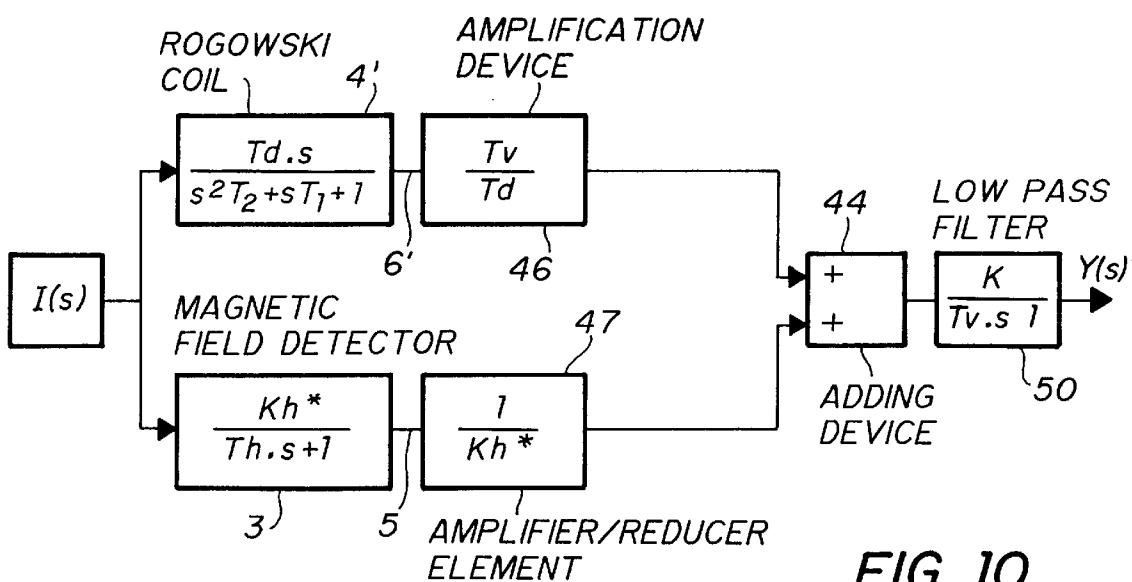 ROGOWSKI
COIL
4'
AMPLIFICATION
DEVICE
Td.s
s²T₂+sT₁+1
Tv
Td
6'
46
44
LOW PASS
FILTER
I(s)
+
+
K
Tv.s 1
Y(s)
MAGNETIC
FIELD DETECTOR
47
50
Kh*
Th.s+1
1
Kh*
ADDING
DEVICE
3
5
AMPLIFIER/REDUCER
ELEMENT
FIG. 10